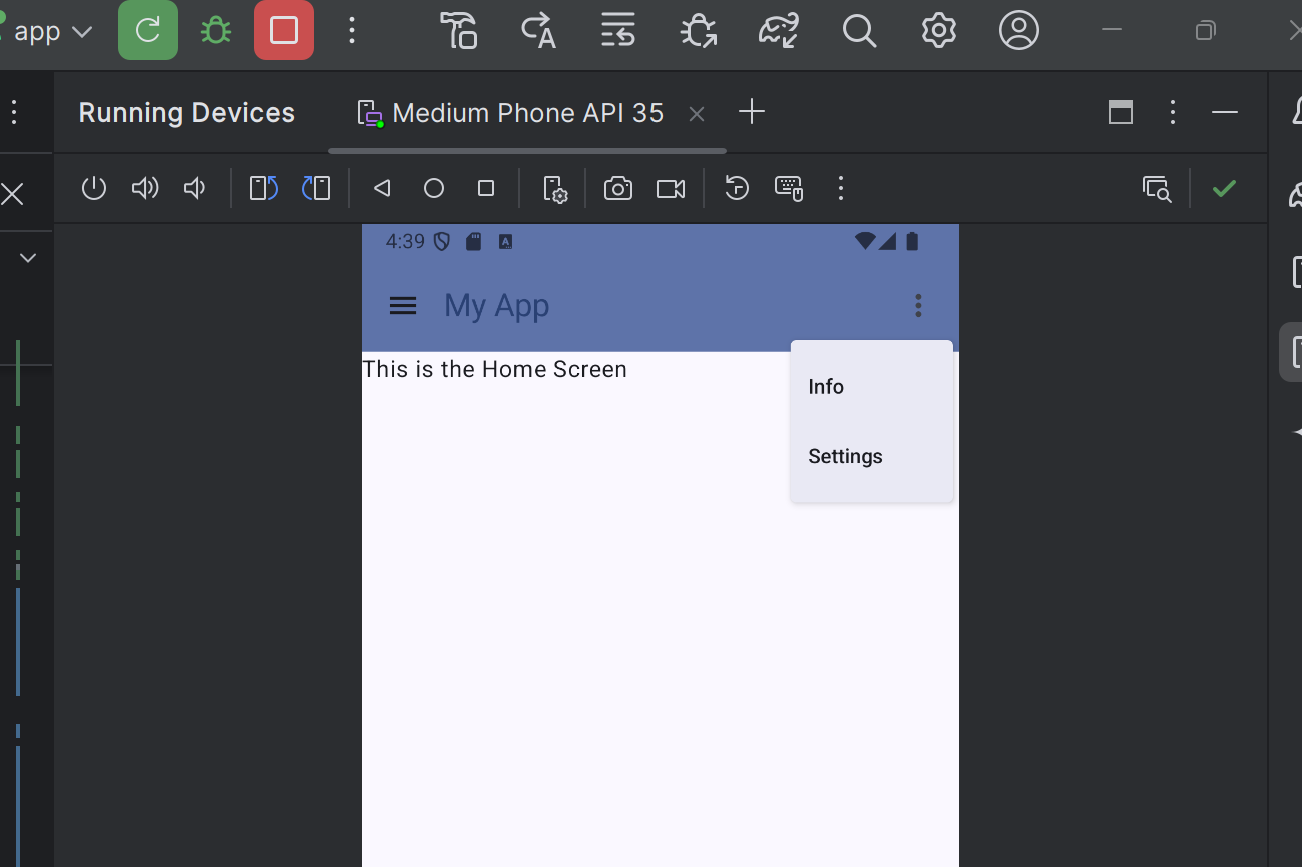 app
Running Devices
Medium Phone API 35
4:39
My App
This is the Home Screen
Info
Settings